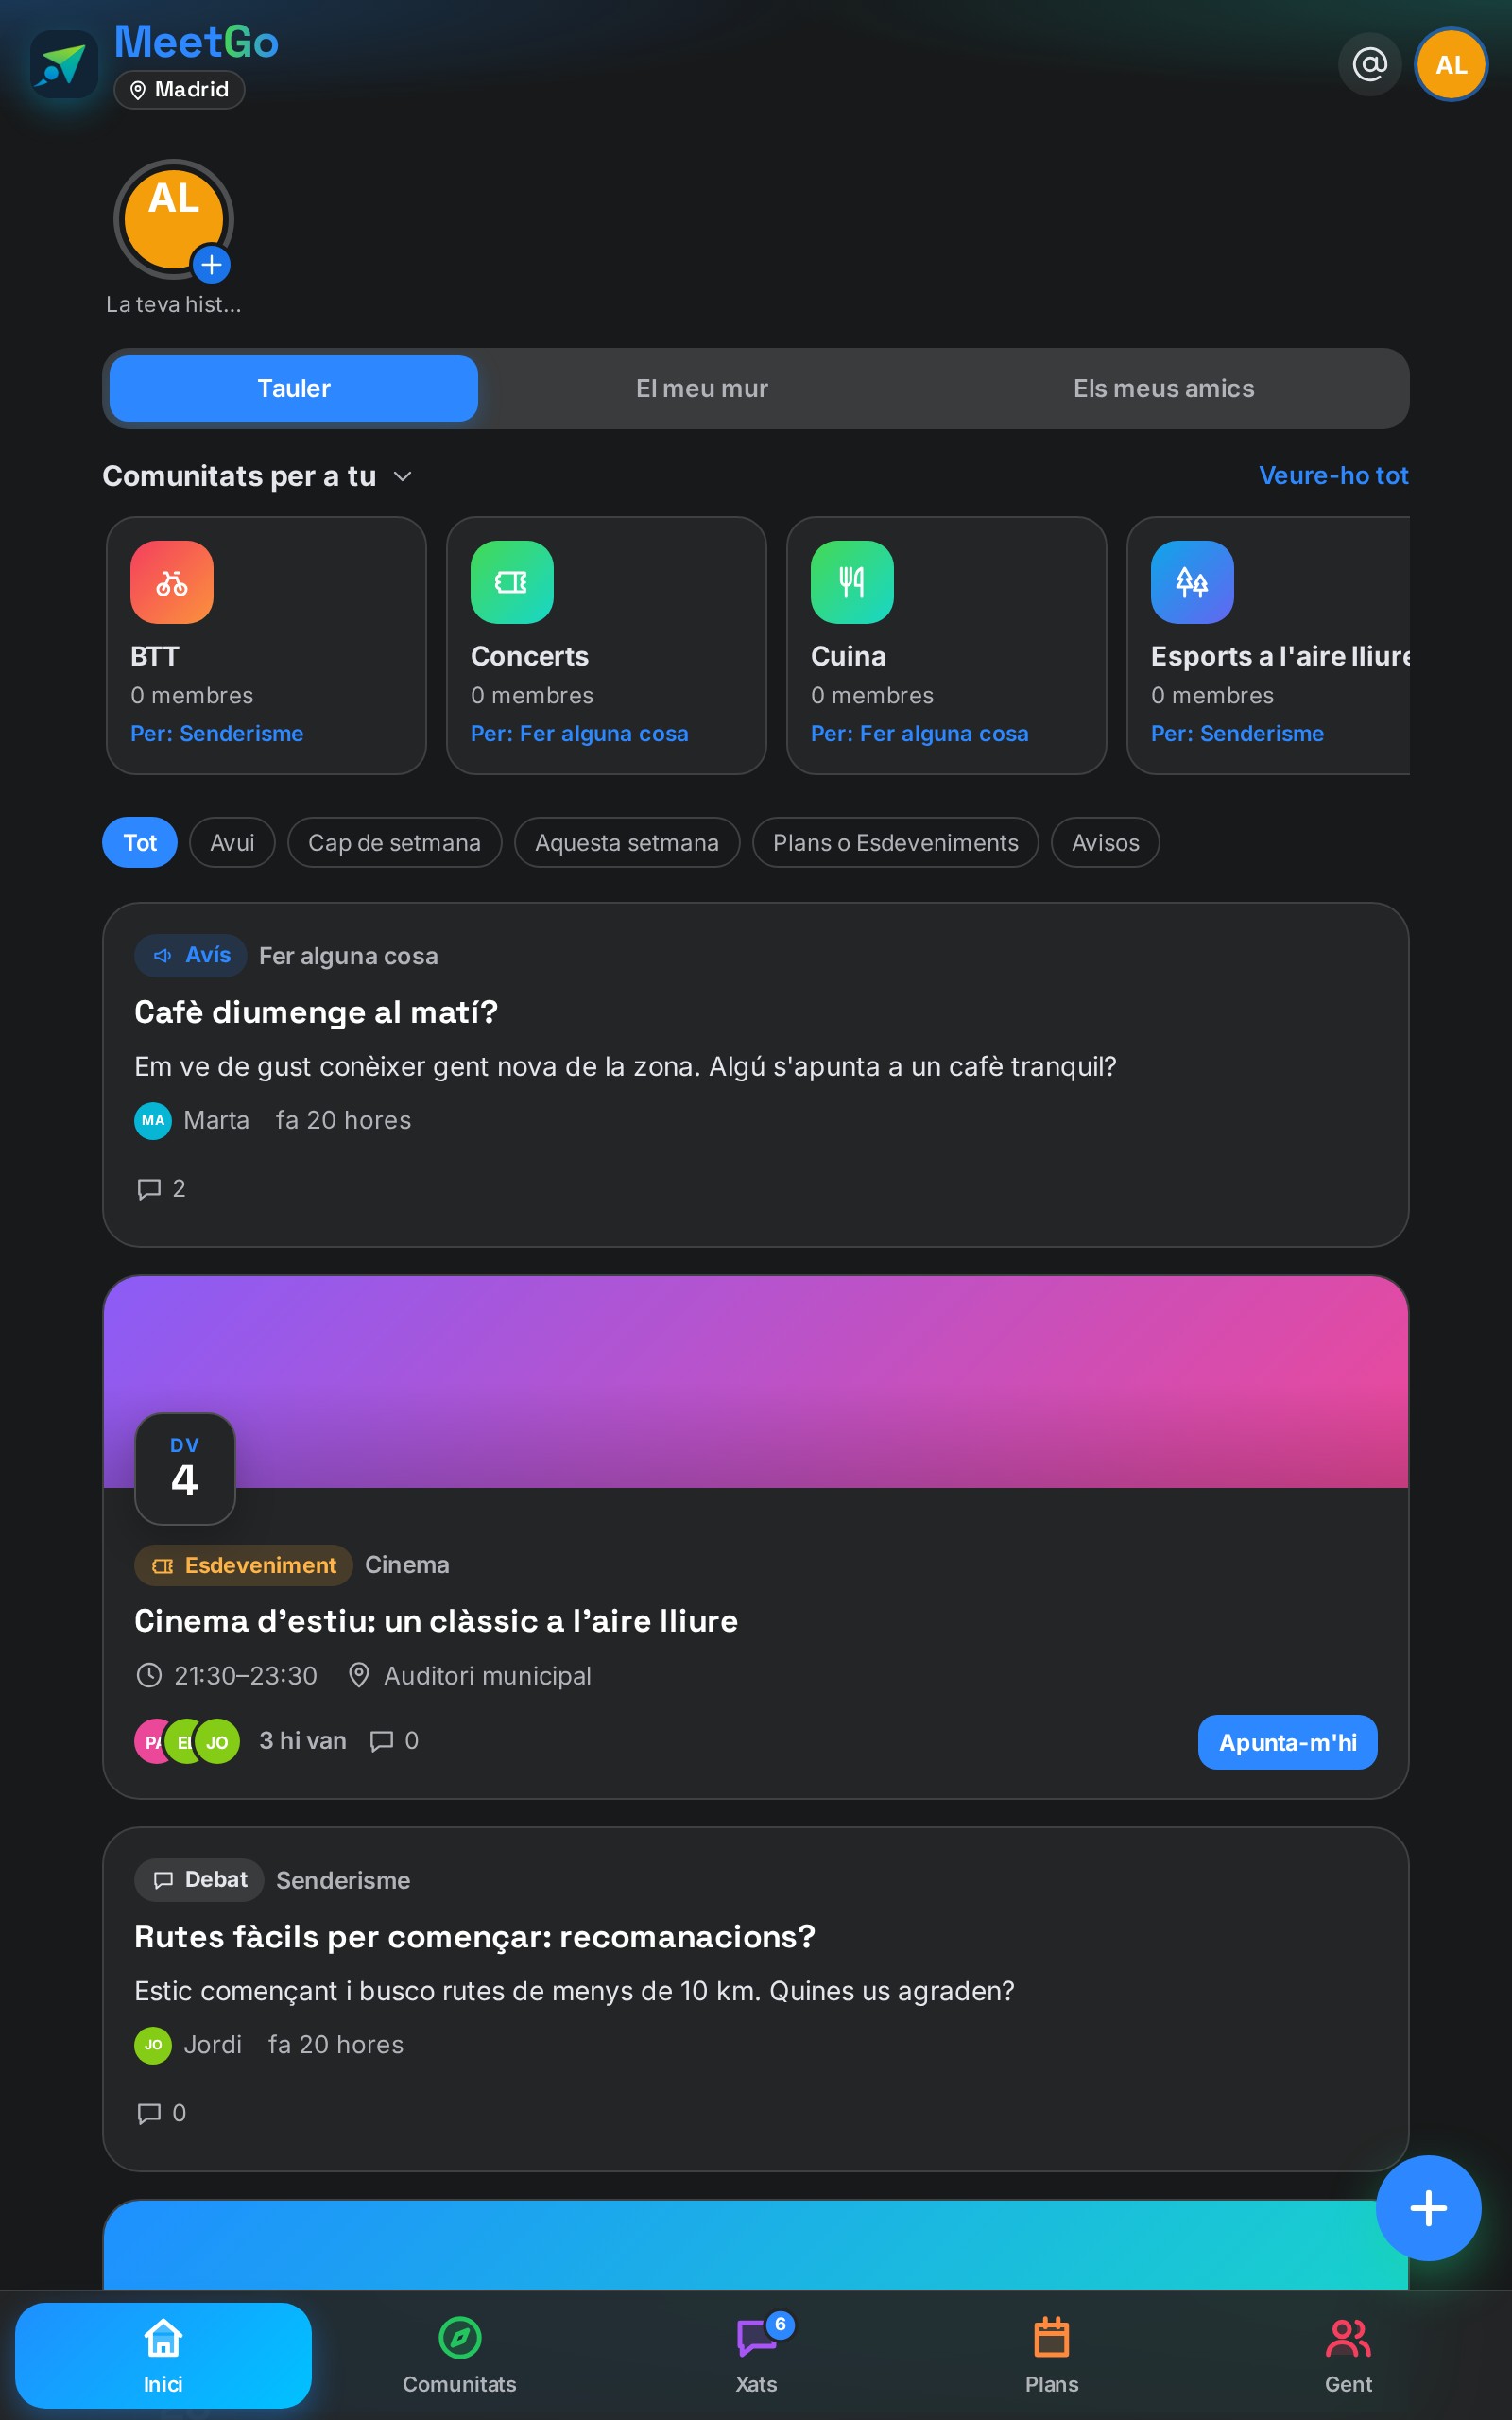 MeetGo
Madrid
AL
AL
La teva hist...
Tauler
El meu mur
Els meus amics
Comunitats per a tu
Veure-ho tot
BTT
0 membres
Per: Senderisme
Concerts
0 membres
Per: Fer alguna cosa
Cuina
0 membres
Per: Fer alguna cosa
Esports a l'aire lliure
0 membres
Per: Senderisme
Tot
Avui
Cap de setmana
Aquesta setmana
Plans o Esdeveniments
Avisos
Avís
Fer alguna cosa
Cafè diumenge al matí?
Em ve de gust conèixer gent nova de la zona. Algú s'apunta a un cafè tranquil?
MA
Marta
fa 20 hores
2
DV
4
Esdeveniment
Cinema
Cinema d’estiu: un clàssic a l’aire lliure
21:30–23:30
Auditori municipal
PA
JO
3 hi van
0
Apunta-m'hi
Debat
Senderisme
Rutes fàcils per començar: recomanacions?
Estic començant i busco rutes de menys de 10 km. Quines us agraden?
JO
Jordi
fa 20 hores
0
Inici
Comunitats
6
Xats
Plans
Gent